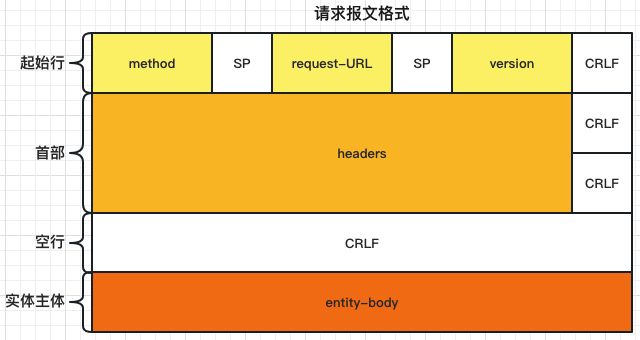 请求报文格式
起始行 method SP request-URL SP version CRLF
首部 headers CRLF
CRLF
空行 CRLF
实体主体 entity-body